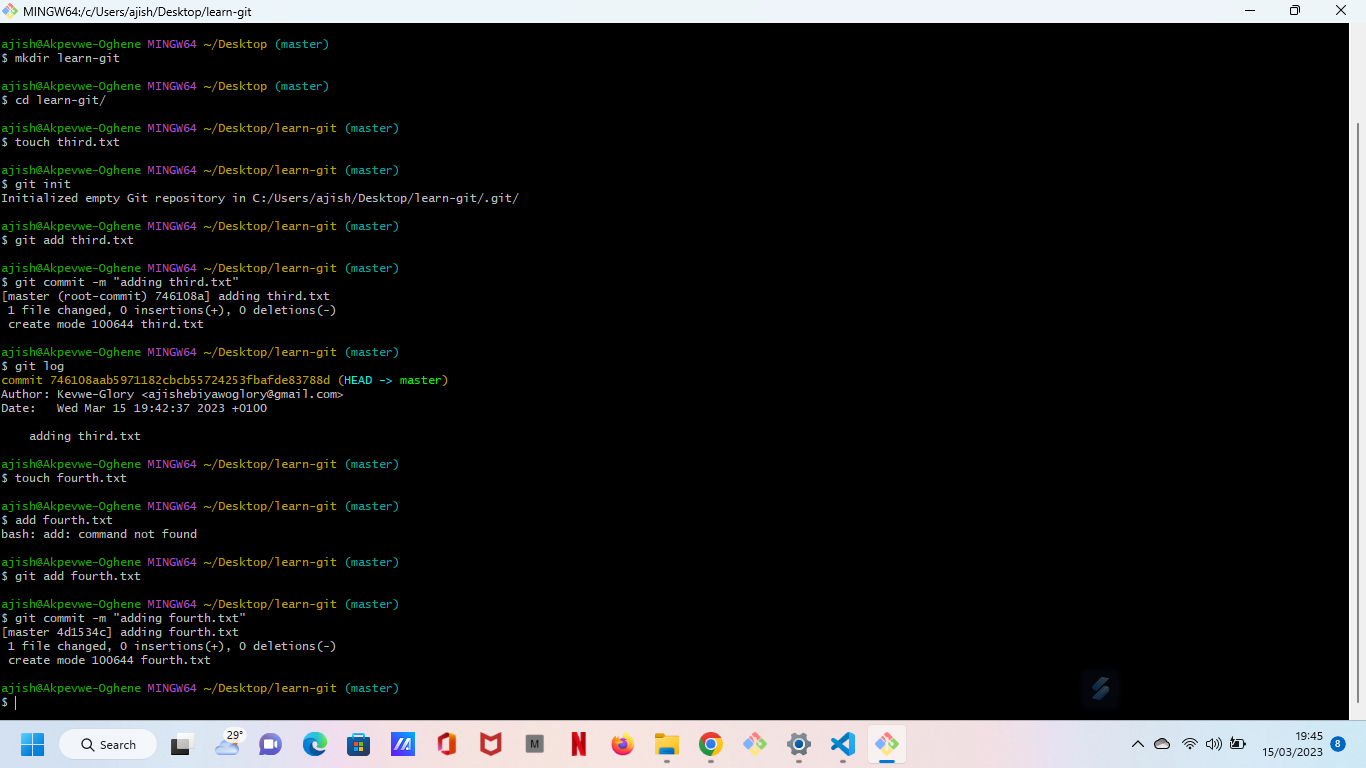 MINGW64:/c/Users/ajish/Desktop/learn-git
ajish@Akpevwe-Oghene MINGW64 ~/Desktop (master)
$ mkdir learn-git
ajish@Akpevwe-Oghene MINGW64 ~/Desktop (master)
$ cd learn-git/
ajish@Akpevwe-Oghene MINGW64 ~/Desktop/learn-git (master)
$ touch third.txt
ajish@Akpevwe-Oghene MINGW64 ~/Desktop/learn-git (master)
$ git init
Initialized empty Git repository in C:/Users/ajish/Desktop/learn-git/.git/
ajish@Akpevwe-Oghene MINGW64 ~/Desktop/learn-git (master)
$ git add third.txt
ajish@Akpevwe-Oghene MINGW64 ~/Desktop/learn-git (master)
$ git commit -m "adding third.txt"
[master (root-commit) 746108a] adding third.txt
 1 file changed, 0 insertions(+), 0 deletions(-)
 create mode 100644 third.txt
ajish@Akpevwe-Oghene MINGW64 ~/Desktop/learn-git (master)
$ git log
commit 746108aab5971182cbcb55724253fbafde83788d (HEAD -> master)
Author: Kevwe-Glory <ajishebiyawoglory@gmail.com>
Date:   Wed Mar 15 19:42:37 2023 +0100
    adding third.txt
ajish@Akpevwe-Oghene MINGW64 ~/Desktop/learn-git (master)
$ touch fourth.txt
ajish@Akpevwe-Oghene MINGW64 ~/Desktop/learn-git (master)
$ add fourth.txt
bash: add: command not found
ajish@Akpevwe-Oghene MINGW64 ~/Desktop/learn-git (master)
$ git add fourth.txt
ajish@Akpevwe-Oghene MINGW64 ~/Desktop/learn-git (master)
$ git commit -m "adding fourth.txt"
[master 4d1534c] adding fourth.txt
 1 file changed, 0 insertions(+), 0 deletions(-)
 create mode 100644 fourth.txt
ajish@Akpevwe-Oghene MINGW64 ~/Desktop/learn-git (master)
$
Search
29°
M
N
19:45
15/03/2023
8